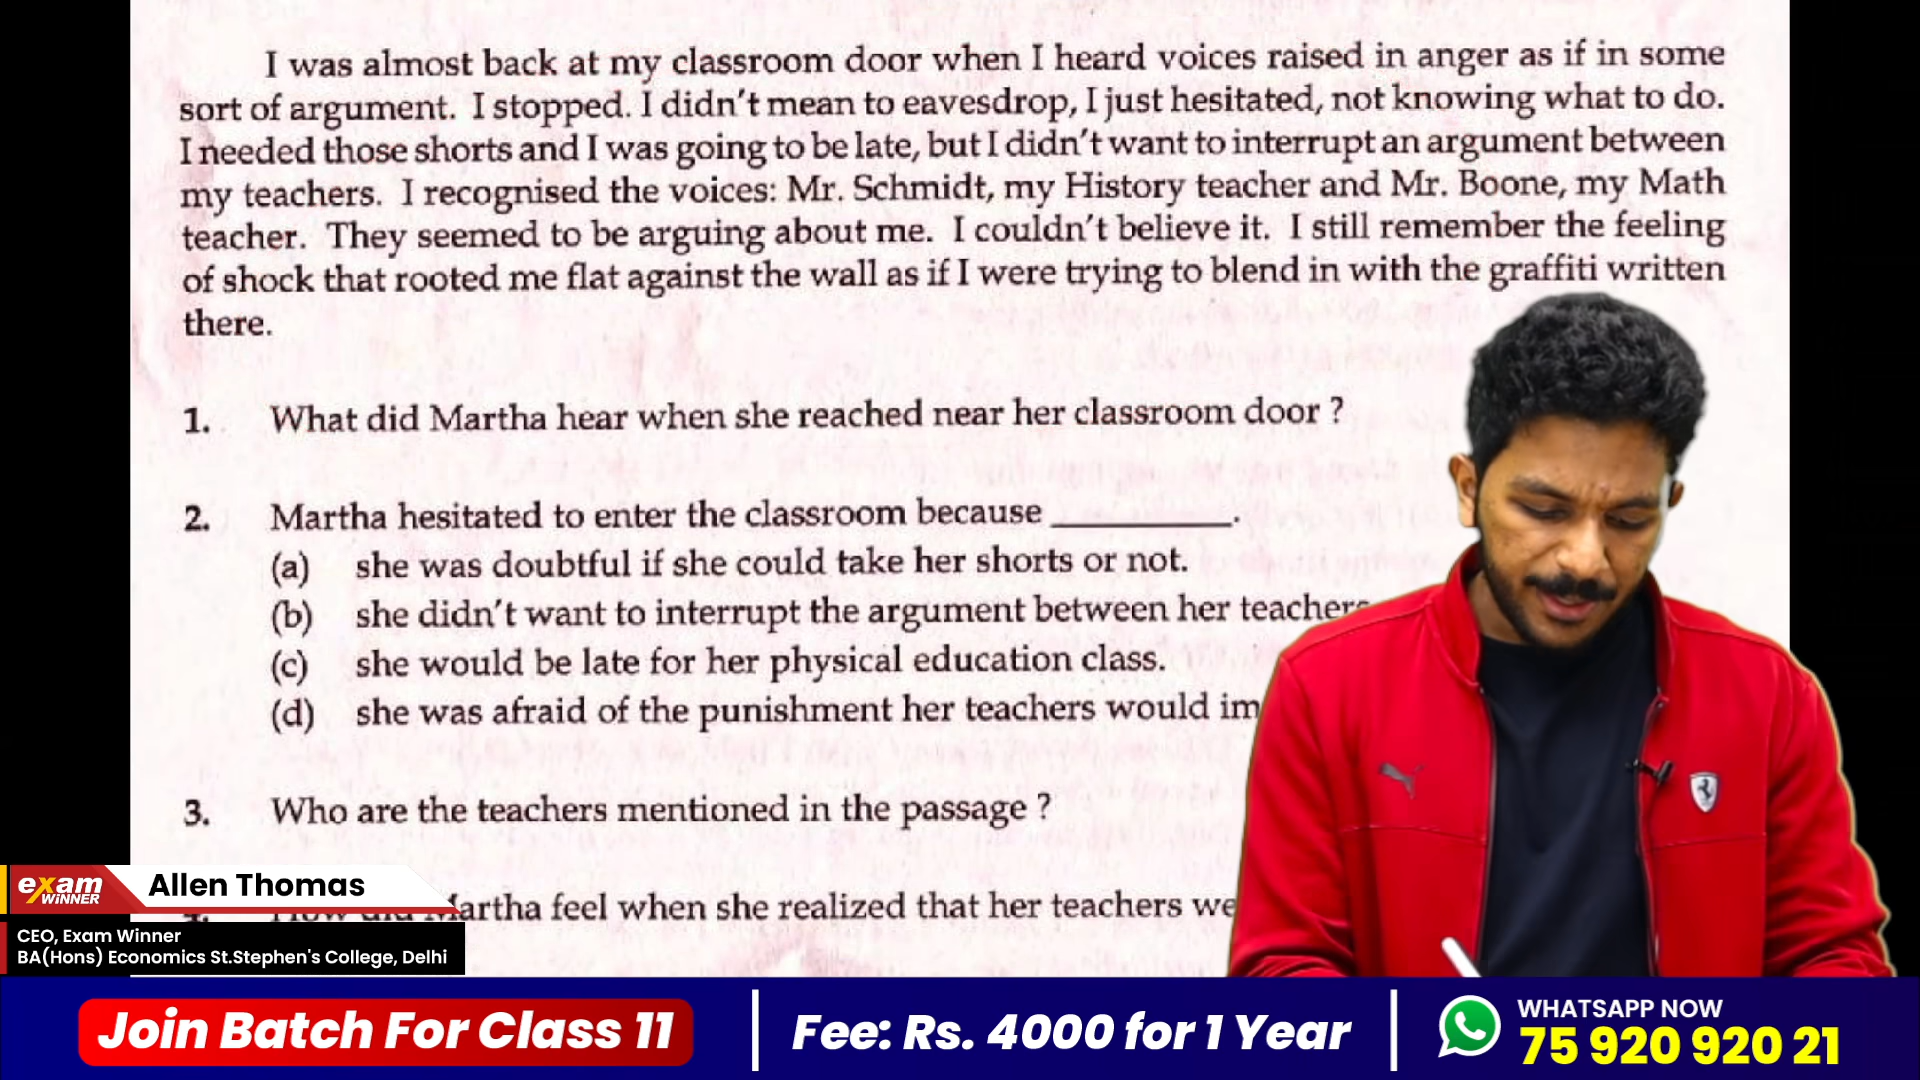 I was almost back at my classroom door when I heard voices raised in anger as if in some
sort of argument. I stopped. I didn't mean to eavesdrop, I just hesitated, not knowing what to do.
I needed those shorts and I was going to be late, but I didn't want to interrupt an argument between
my teachers. I recognised the voices: Mr. Schmidt, my History teacher and Mr. Boone, my Math
teacher. They seemed to be arguing about me. I couldn't believe it. I still remember the feeling
of shock that rooted me flat against the wall as if I were trying to blend in with the graffiti written
there.
1. What did Martha hear when she reached near her classroom door ?
2. Martha hesitated to enter the classroom because __________.
(a) she was doubtful if she could take her shorts or not.
(b) she didn't want to interrupt the argument between her teachers
(c) she would be late for her physical education class.
(d) she was afraid of the punishment her teachers would im
3. Who are the teachers mentioned in the passage ?
Martha feel when she realized that her teachers we
exam WINNER
Allen Thomas
CEO, Exam Winner
BA(Hons) Economics St.Stephen's College, Delhi
Join Batch For Class 11
Fee: Rs. 4000 for 1 Year
WHATSAPP NOW
75 920 920 21